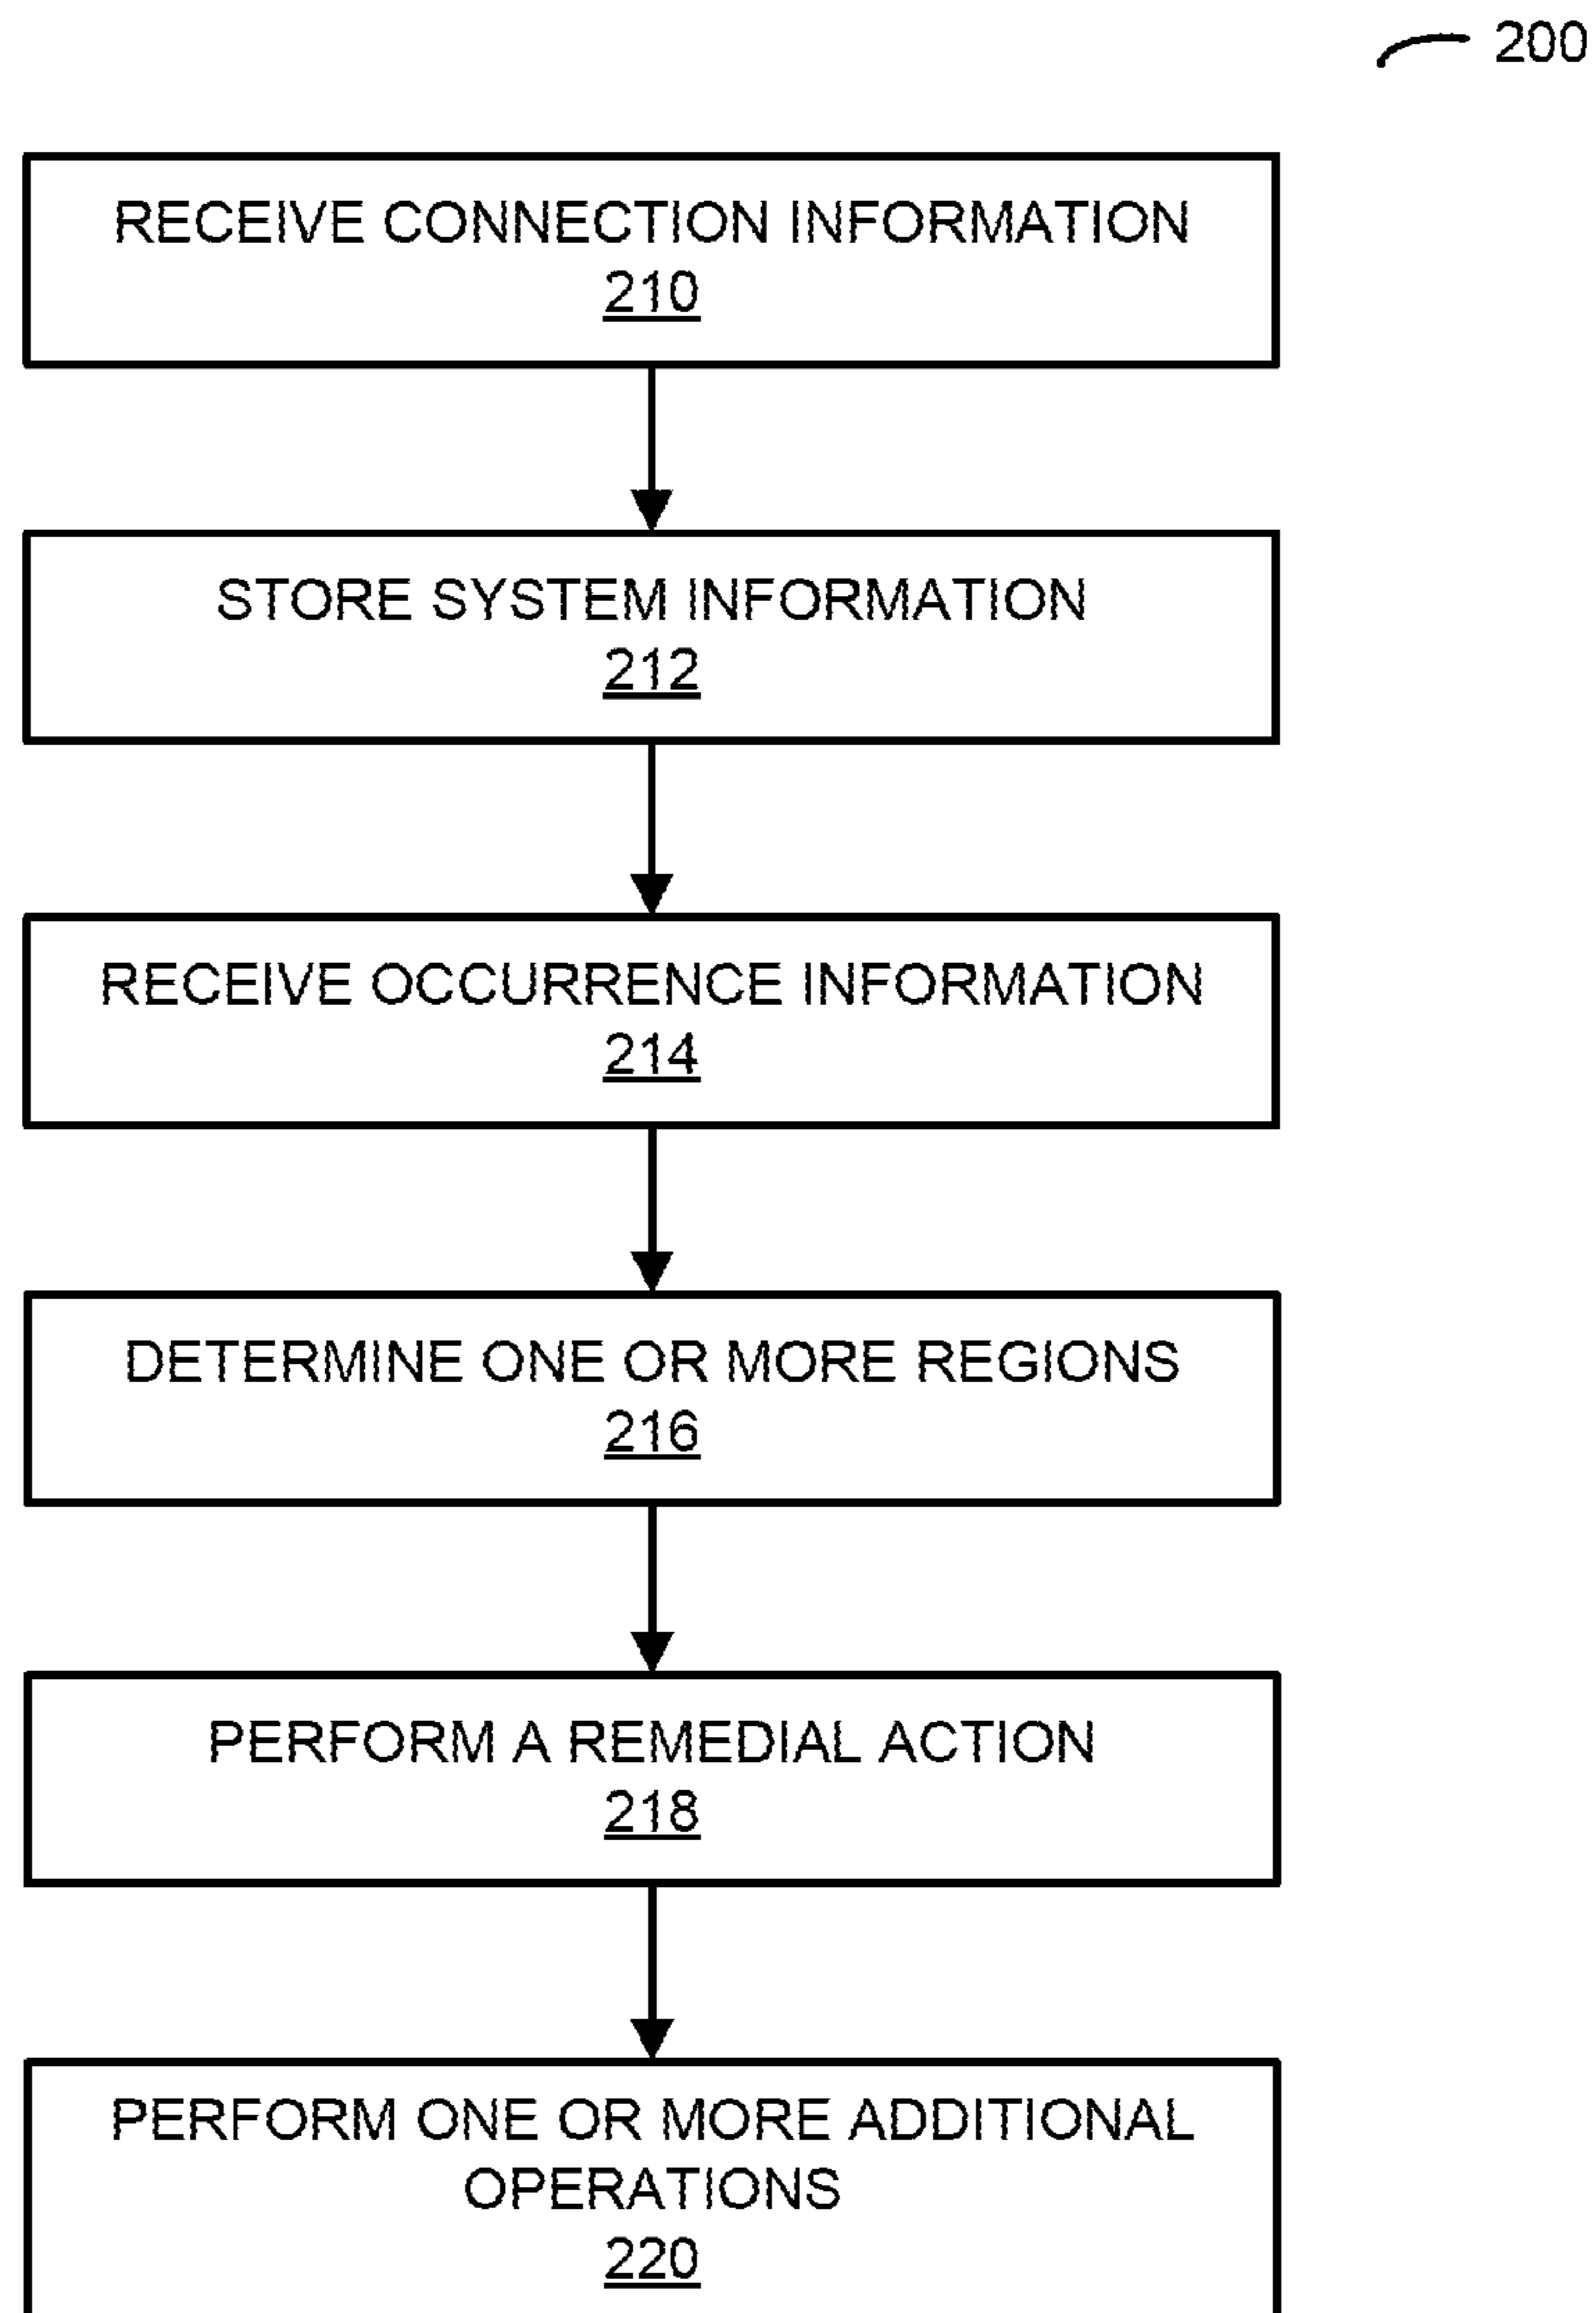 200
RECEIVE CONNECTION INFORMATION
210
STORE SYSTEM INFORMATION
212
RECEIVE OCCURRENCE INFORMATION
214
DETERMINE ONE OR MORE REGIONS
216
PERFORM A REMEDIAL ACTION
218
PERFORM ONE OR MORE ADDITIONAL
OPERATIONS
220